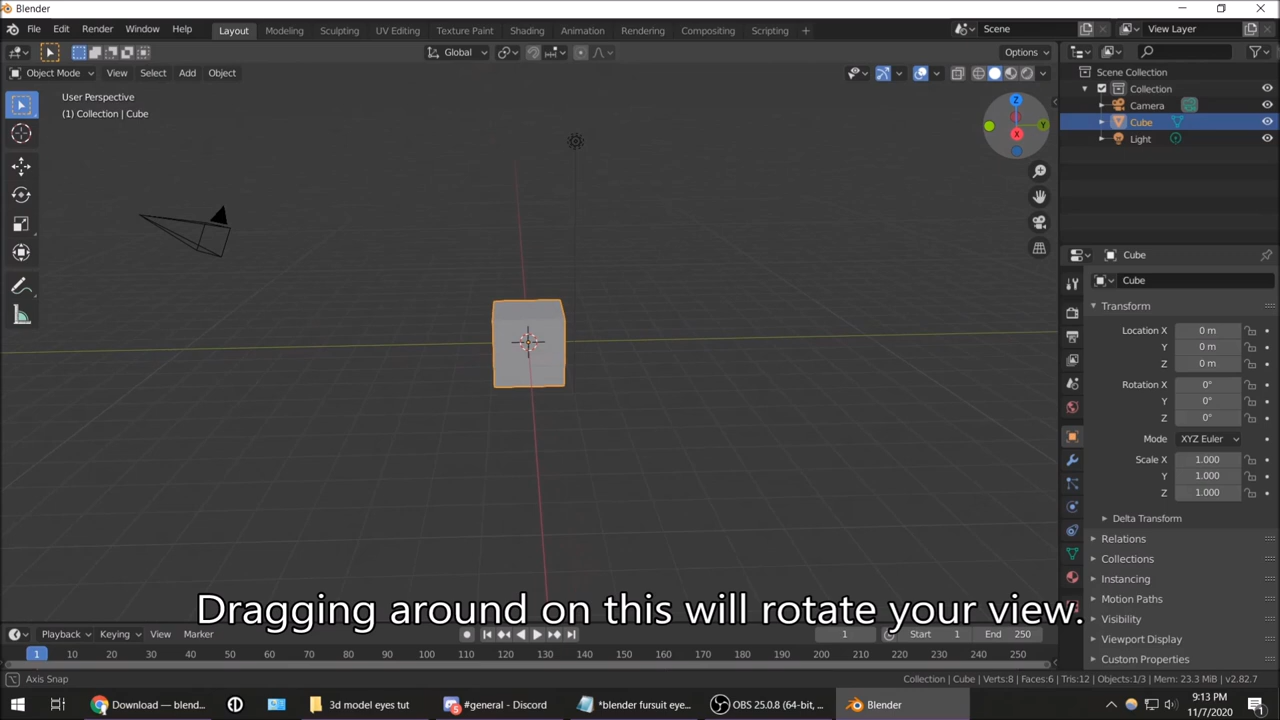 Blender
File Edit Render Window Help Layout Modeling Sculpting UV Editing Texture Paint Shading Animation Rendering Compositing Scripting + Scene View Layer
Global Options
Object Mode View Select Add Object
User Perspective
(1) Collection | Cube
Z
Y
X
Scene Collection
Collection
Camera
Cube
Light
Cube
Cube
Transform
Location X 0 m
Y 0 m
Z 0 m
Rotation X 0°
Y 0°
Z 0°
Mode XYZ Euler
Scale X 1.000
Y 1.000
Z 1.000
Delta Transform
Relations
Collections
Instancing
Motion Paths
Visibility
Viewport Display
Custom Properties
Dragging around on this will rotate your view.
Playback Keying View Marker 1 Start 1 End 250
1 10 20 30 40 50 60 70 80 90 100 110 120 130 140 150 160 170 180 190 200 210 220 230 240 250
Axis Snap Collection | Cube | Verts:8 | Faces:6 | Tris:12 | Objects:1/3 | Mem: 23.3 MiB | v2.82.7
Download — blend... 3d model eyes tut #general - Discord *blender fursuit eye... OBS 25.0.8 (64-bit, ... Blender 9:13 PM
11/7/2020